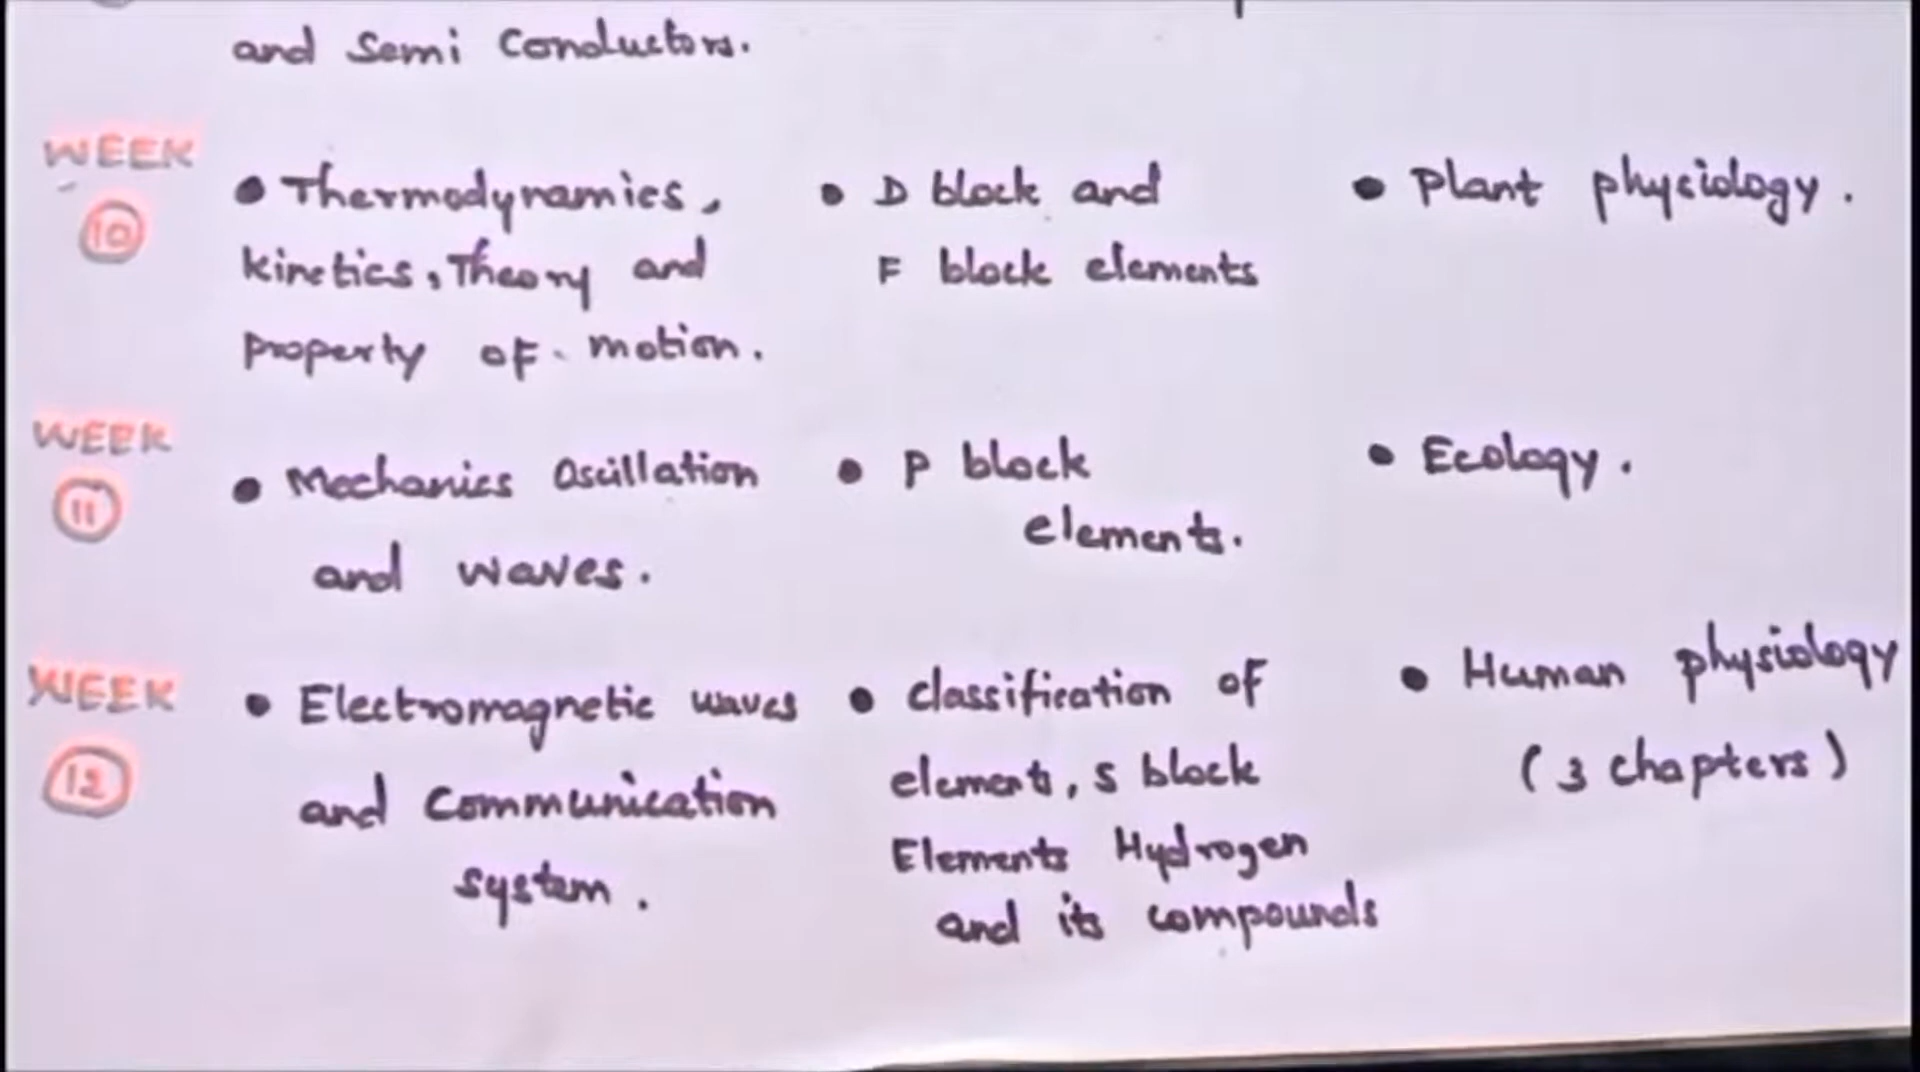 and Semi Conductors.
WEEK
10
• Thermodynamics,
kinetics, Theory and
property of motion.
• D block and
F block elements
• Plant physiology.
WEEK
11
• Mechanics Oscillation
and waves.
• P block
elements.
• Ecology.
WEEK
12
• Electromagnetic waves
and Communication
system.
• Classification of
elements, S block
Elements Hydrogen
and its compounds
• Human physiology
(3 chapters)